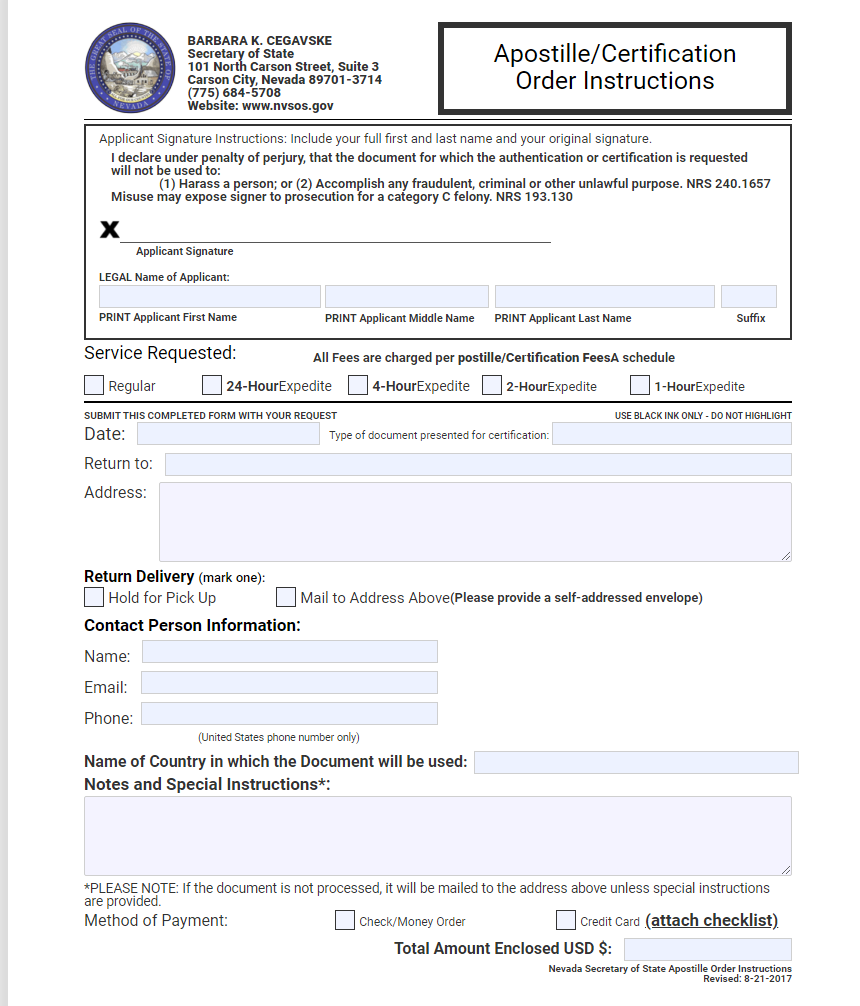 THE GREAT SEAL OF THE STATE OF
NEVADA
BARBARA K. CEGAVSKE
Secretary of State
101 North Carson Street, Suite 3
Carson City, Nevada 89701-3714
(775) 684-5708
Website: www.nvsos.gov
Apostille/Certification
Order Instructions
Applicant Signature Instructions: Include your full first and last name and your original signature.
I declare under penalty of perjury, that the document for which the authentication or certification is requested
will not be used to:
(1) Harass a person; or (2) Accomplish any fraudulent, criminal or other unlawful purpose. NRS 240.1657
Misuse may expose signer to prosecution for a category C felony. NRS 193.130
X
Applicant Signature
LEGAL Name of Applicant:
PRINT Applicant First Name PRINT Applicant Middle Name PRINT Applicant Last Name Suffix
Service Requested: All Fees are charged per postille/Certification FeesA schedule
Regular 24-HourExpedite 4-HourExpedite 2-HourExpedite 1-HourExpedite
SUBMIT THIS COMPLETED FORM WITH YOUR REQUEST USE BLACK INK ONLY - DO NOT HIGHLIGHT
Date: Type of document presented for certification:
Return to:
Address:
Return Delivery (mark one):
Hold for Pick Up Mail to Address Above(Please provide a self-addressed envelope)
Contact Person Information:
Name:
Email:
Phone:
(United States phone number only)
Name of Country in which the Document will be used:
Notes and Special Instructions*:
*PLEASE NOTE: If the document is not processed, it will be mailed to the address above unless special instructions
are provided.
Method of Payment: Check/Money Order Credit Card (attach checklist)
Total Amount Enclosed USD $:
Nevada Secretary of State Apostille Order Instructions
Revised: 8-21-2017